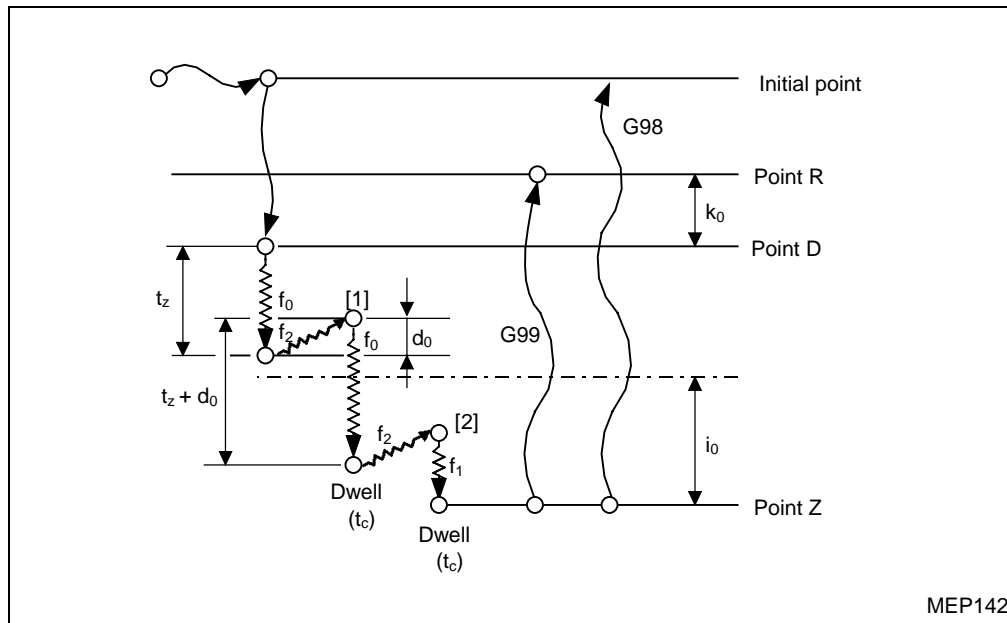 Initial point
G98
Point R
k0
Point D
tz
f0
[1]
f2
f0
d0
G99
tz + d0
i0
[2]
f2
f1
Dwell
(tc)
Point Z
Dwell
(tc)
MEP142